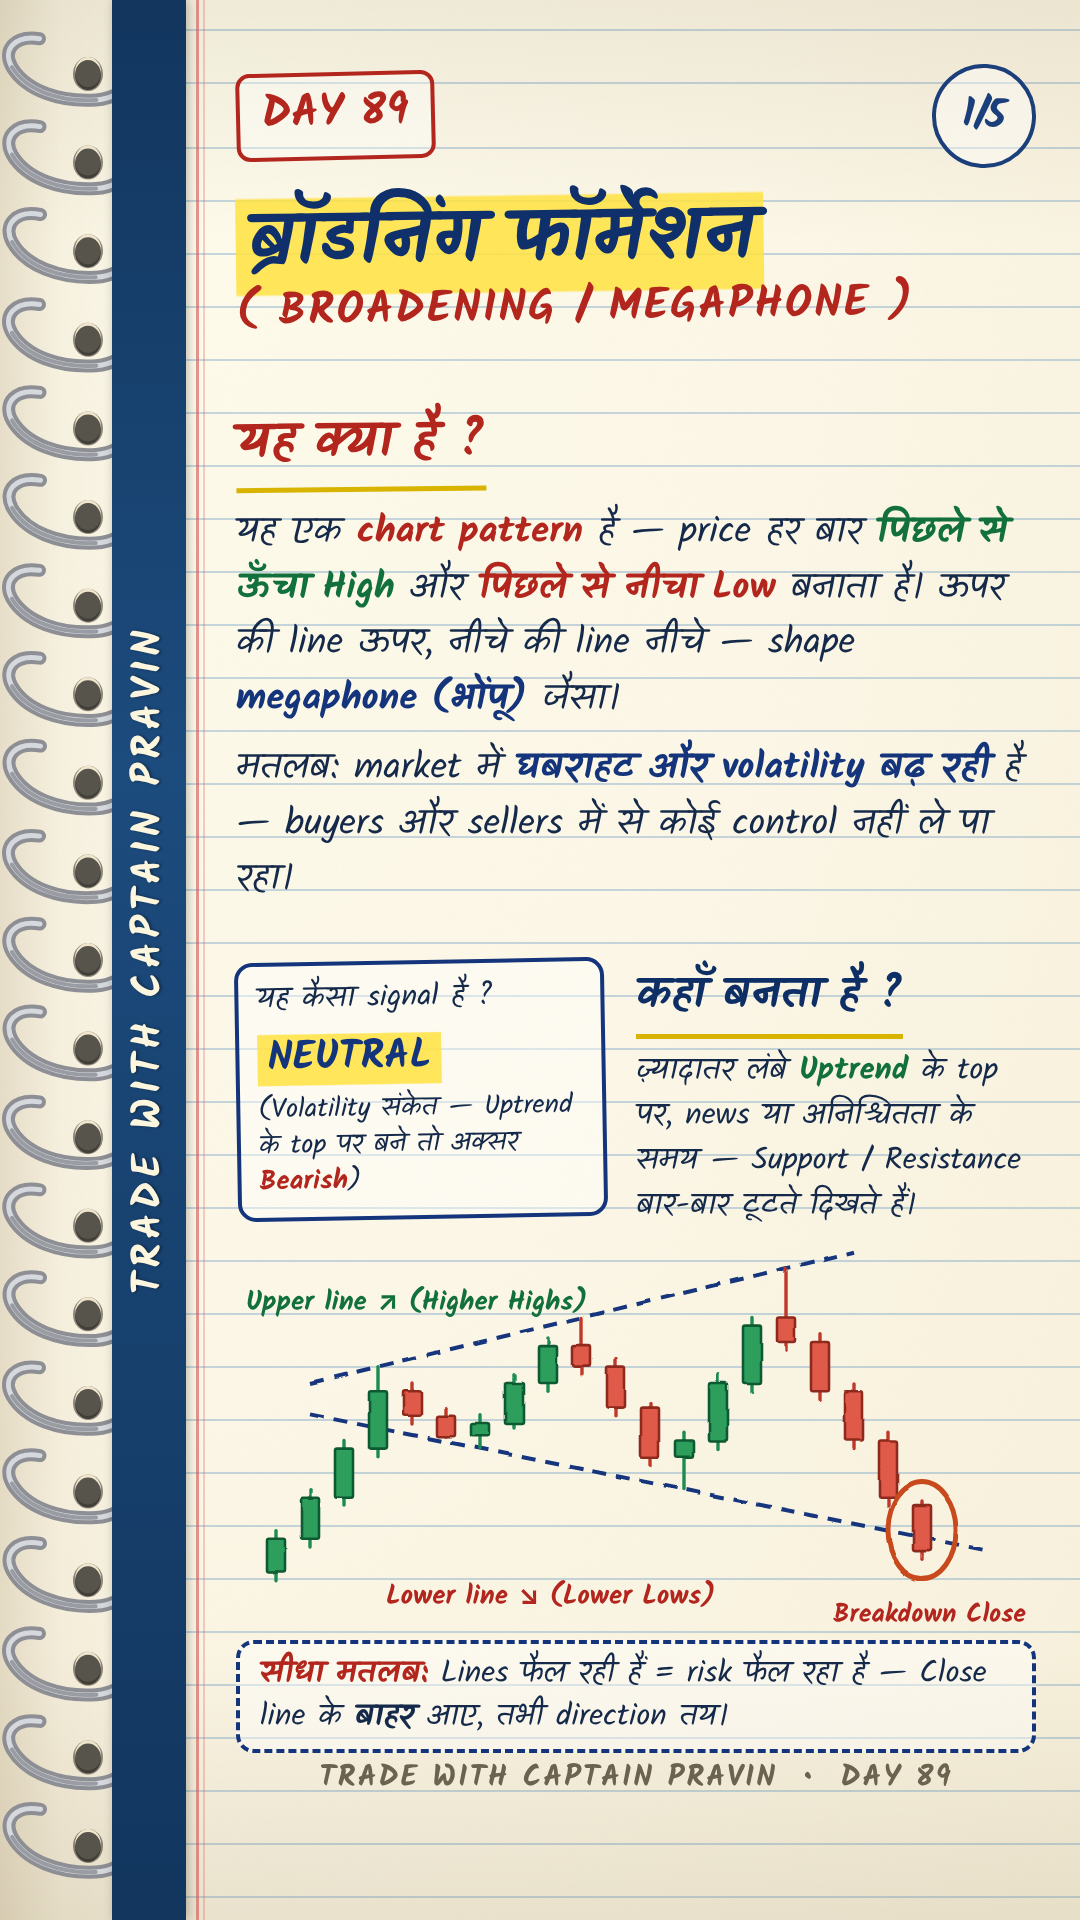 DAY 89
1/5
ब्रॉडनिंग फॉर्मेशन
( BROADENING / MEGAPHONE )
यह क्या है ?
यह एक chart pattern है — price हर बार पिछले से
ऊँचा High और पिछले से नीचा Low बनाता है। ऊपर
की line ऊपर, नीचे की line नीचे — shape
megaphone (भोंपू) जैसा।
मतलब: market में घबराहट और volatility बढ़ रही है
— buyers और sellers में से कोई control नहीं ले पा
रहा।
यह कैसा signal है ?
NEUTRAL
(Volatility संकेत — Uptrend
के top पर बने तो अक्सर
Bearish)
कहाँ बनता है ?
ज़्यादातर लंबे Uptrend के top
पर, news या अनिश्चितता के
समय — Support / Resistance
बार-बार टूटते दिखते हैं।
Upper line ↗ (Higher Highs)
Lower line ↘ (Lower Lows)
Breakdown Close
सीधा मतलब: Lines फैल रही हैं = risk फैल रहा है — Close
line के बाहर आए, तभी direction तय।
TRADE WITH CAPTAIN PRAVIN · DAY 89
TRADE WITH CAPTAIN PRAVIN